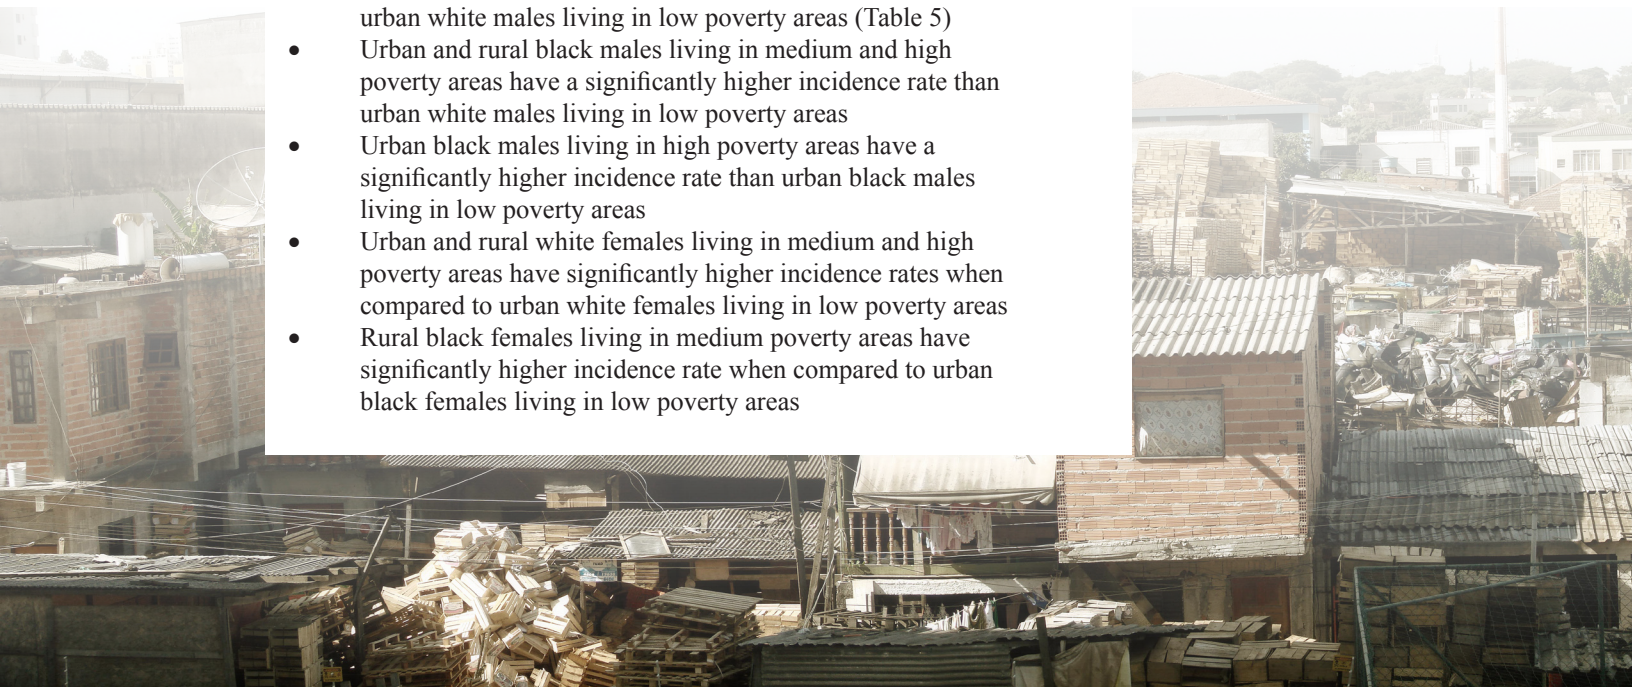 urban white males living in low poverty areas (Table 5)
• Urban and rural black males living in medium and high
poverty areas have a significantly higher incidence rate than
urban white males living in low poverty areas
• Urban black males living in high poverty areas have a
significantly higher incidence rate than urban black males
living in low poverty areas
• Urban and rural white females living in medium and high
poverty areas have significantly higher incidence rates when
compared to urban white females living in low poverty areas
• Rural black females living in medium poverty areas have
significantly higher incidence rate when compared to urban
black females living in low poverty areas